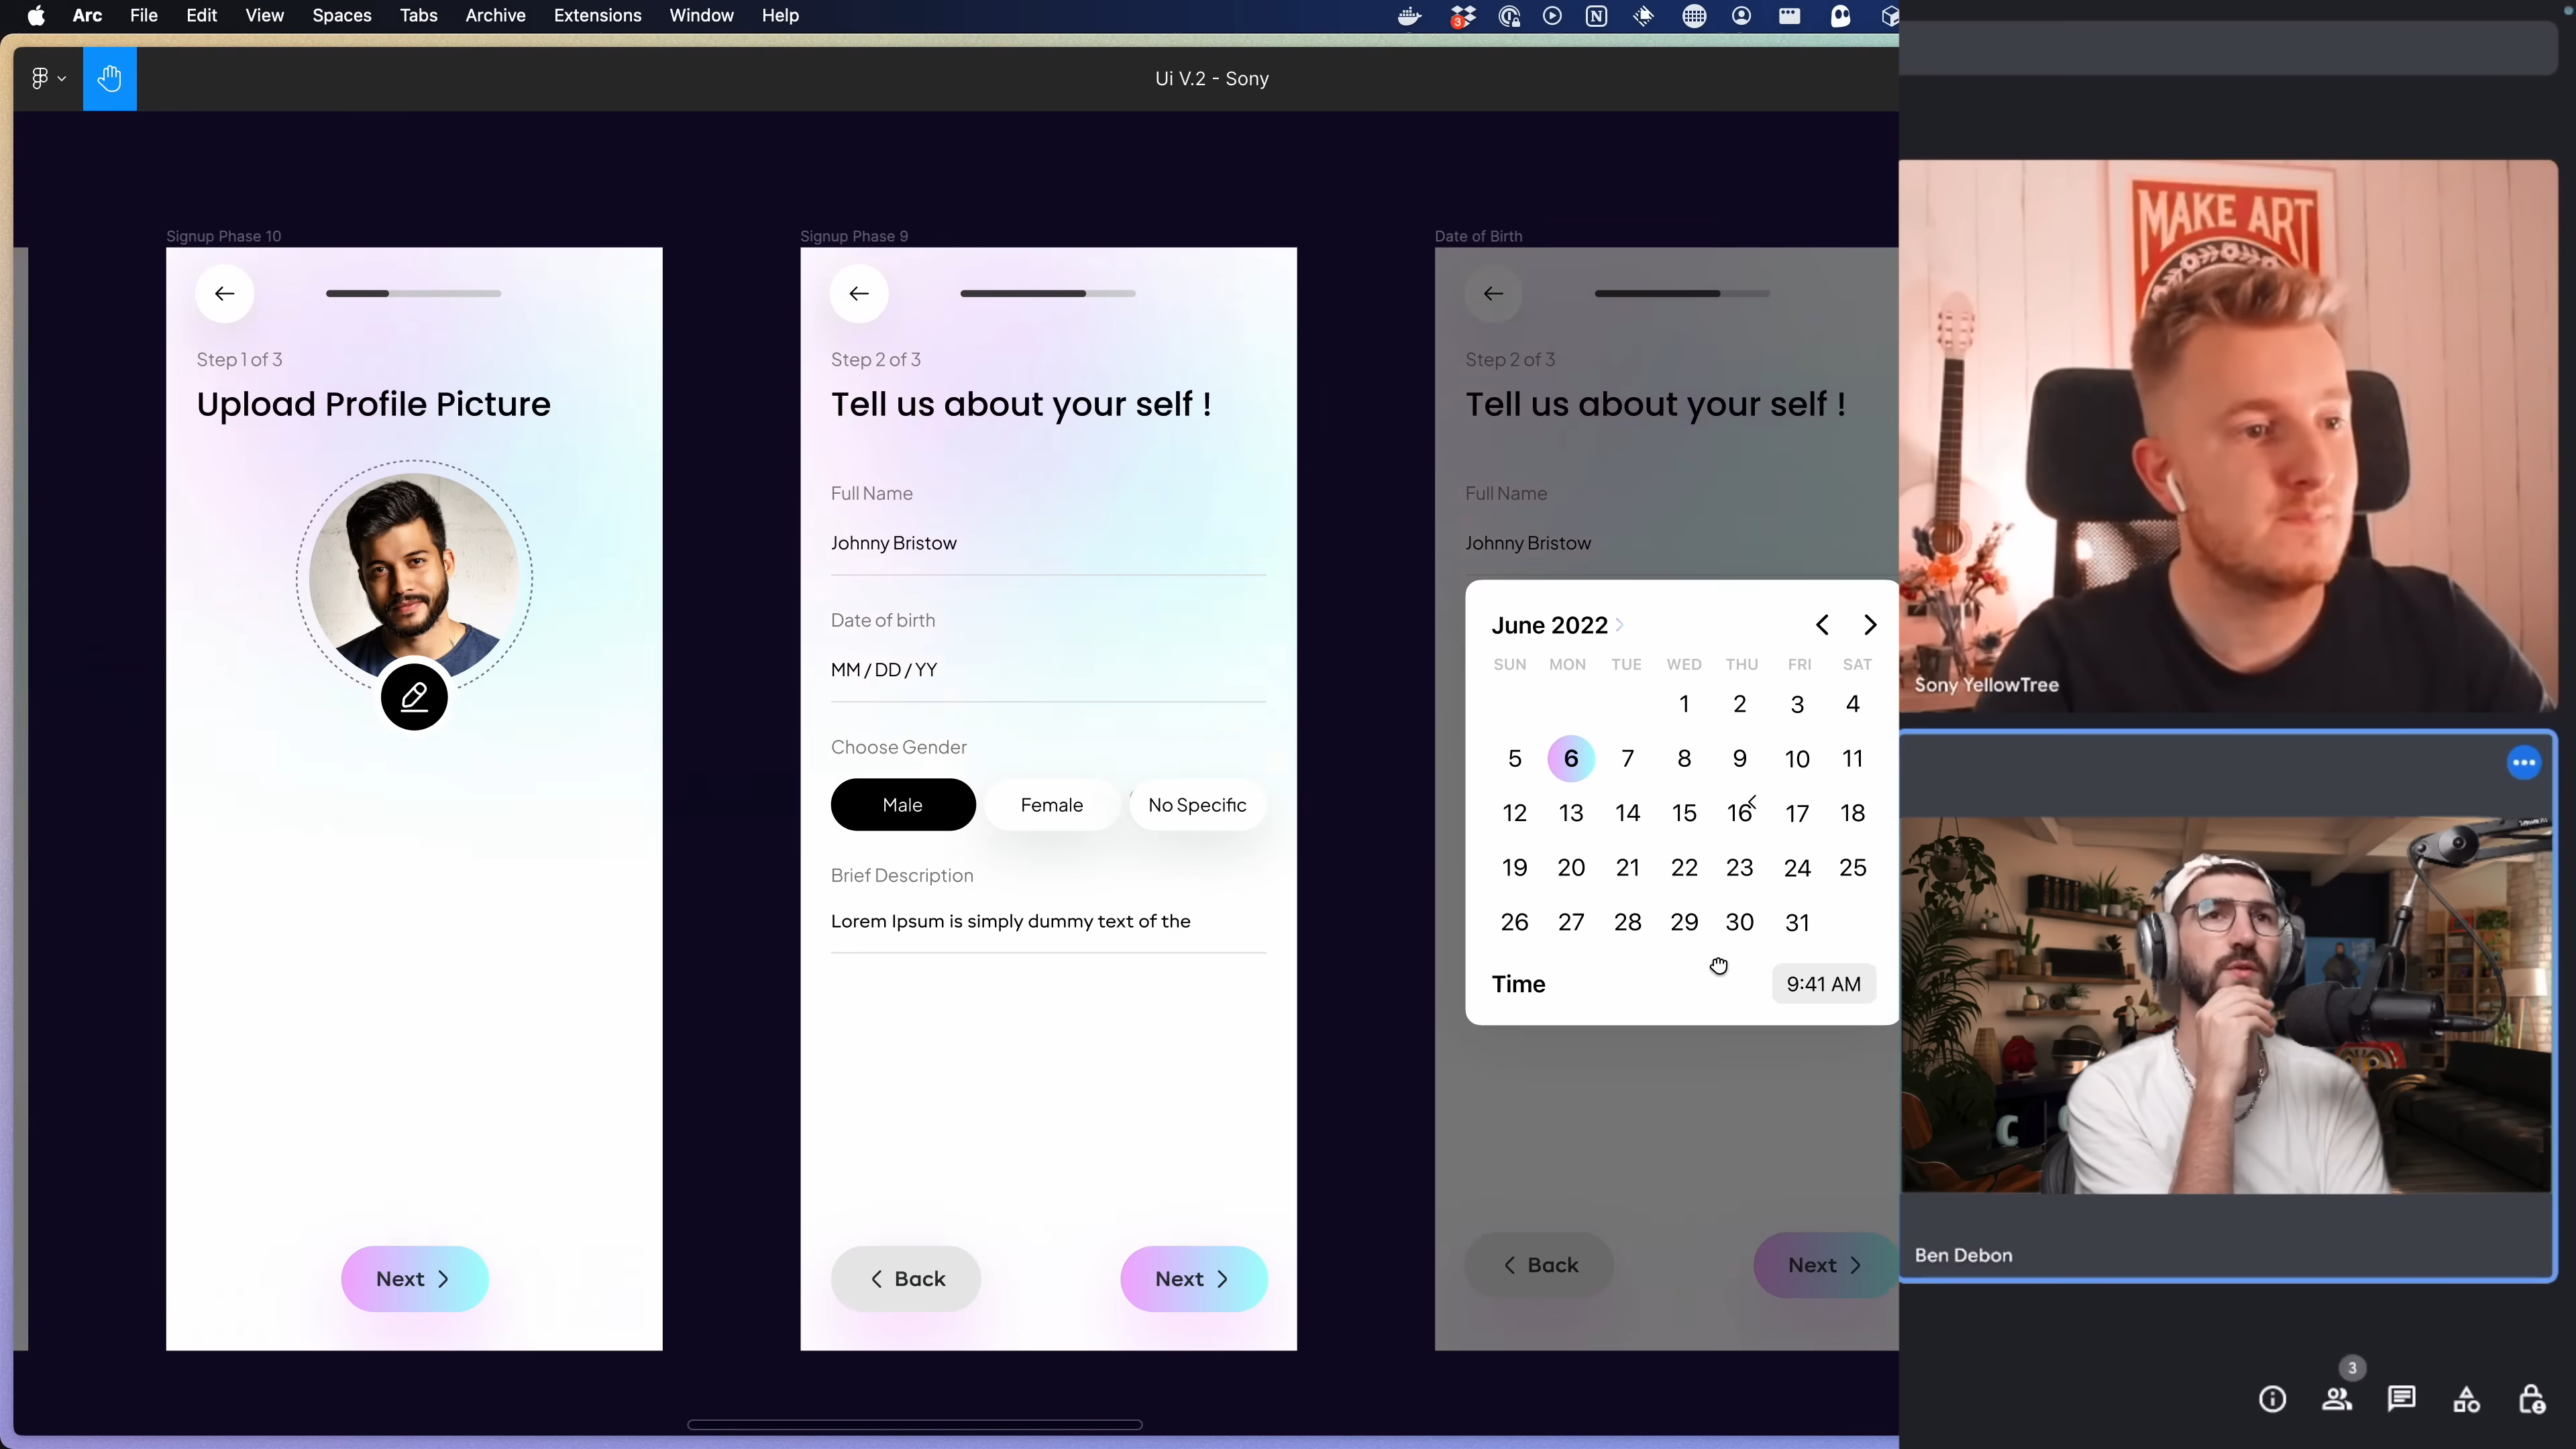 Arc File Edit View Spaces Tabs Archive Extensions Window Help
3
Ui V.2 - Sony
Signup Phase 10
Step 1 of 3
Upload Profile Picture
Next
Signup Phase 9
Step 2 of 3
Tell us about your self !
Full Name
Johnny Bristow
Date of birth
MM / DD / YY
Choose Gender
Male Female No Specific
Brief Description
Lorem Ipsum is simply dummy text of the
Back Next
Date of Birth
Step 2 of 3
Tell us about your self !
Full Name
Johnny Bristow
June 2022
SUN MON TUE WED THU FRI SAT
1 2 3 4
5 6 7 8 9 10 11
12 13 14 15 16 17 18
19 20 21 22 23 24 25
26 27 28 29 30 31
Time 9:41 AM
Back Next
MAKE ART
Sony YellowTree
Ben Debon
3